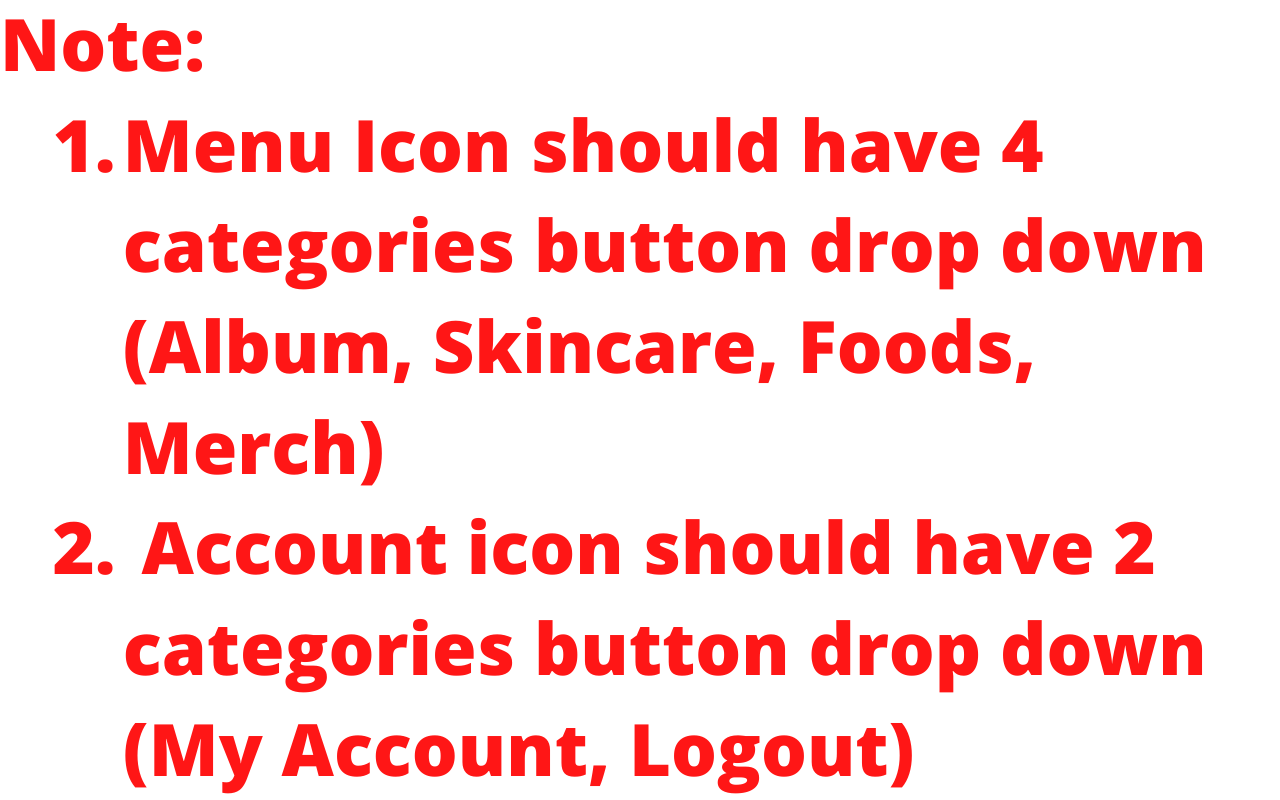 Note:
1. Menu Icon should have 4
categories button drop down
(Album, Skincare, Foods,
Merch)
2. Account icon should have 2
categories button drop down
(My Account, Logout)